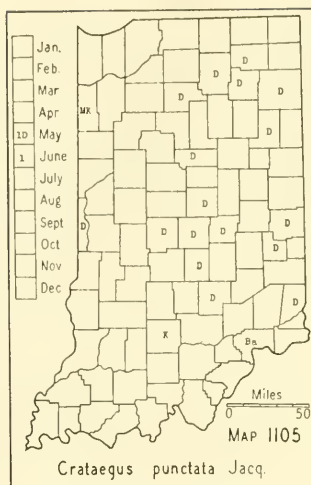 Jan.
Feb.
Mar
Apr
1D May
1 June
July
Aug
Sept
Oct
Nov
Dec
D
D D
D D
MK
D
D
D
D
D D D D
D
D
D D
K
Ba
Miles
0 50
MAP 1105
Crataegus punctata Jacq.